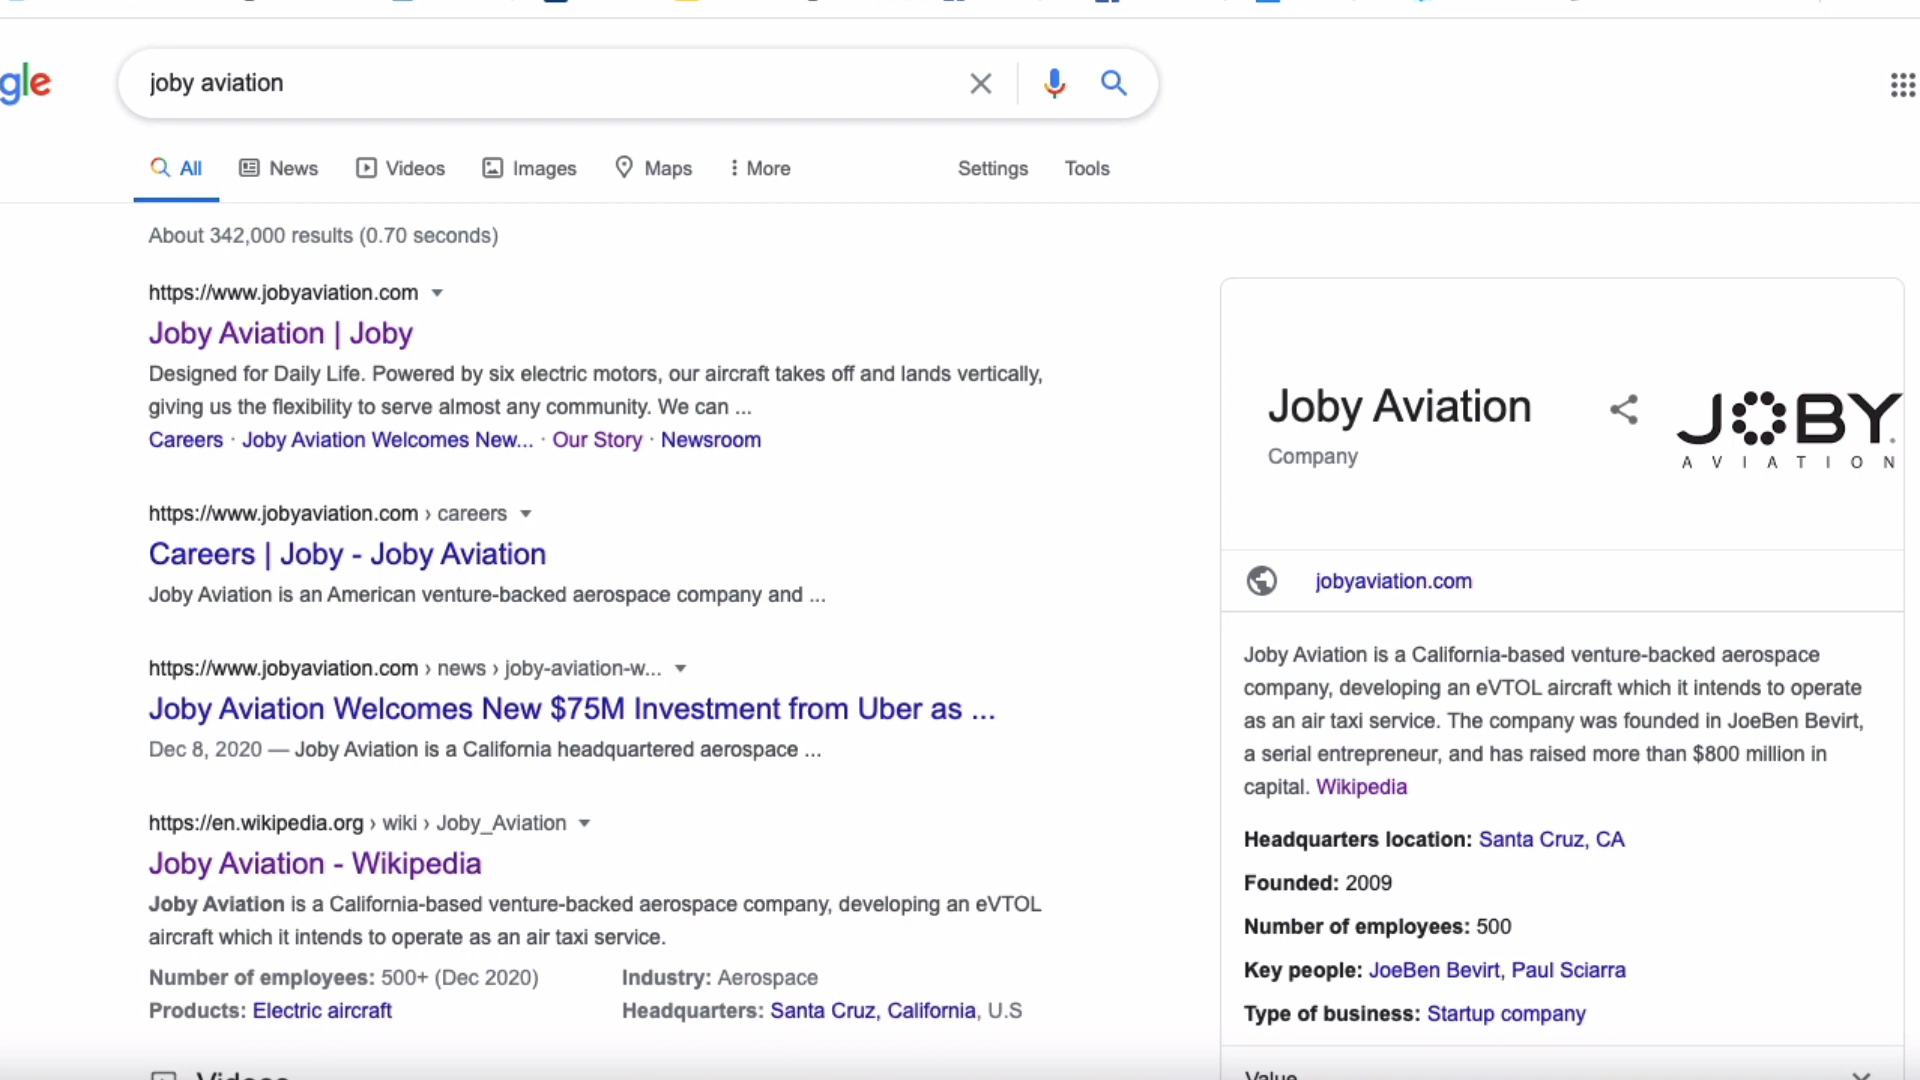 gle
joby aviation
All News Videos Images Maps More Settings Tools
About 342,000 results (0.70 seconds)
https://www.jobyaviation.com
Joby Aviation | Joby
Designed for Daily Life. Powered by six electric motors, our aircraft takes off and lands vertically,
giving us the flexibility to serve almost any community. We can ...
Careers · Joby Aviation Welcomes New... · Our Story · Newsroom
https://www.jobyaviation.com › careers
Careers | Joby - Joby Aviation
Joby Aviation is an American venture-backed aerospace company and ...
https://www.jobyaviation.com › news › joby-aviation-w...
Joby Aviation Welcomes New $75M Investment from Uber as ...
Dec 8, 2020 — Joby Aviation is a California headquartered aerospace ...
https://en.wikipedia.org › wiki › Joby_Aviation
Joby Aviation - Wikipedia
Joby Aviation is a California-based venture-backed aerospace company, developing an eVTOL
aircraft which it intends to operate as an air taxi service.
Number of employees: 500+ (Dec 2020) Industry: Aerospace
Products: Electric aircraft Headquarters: Santa Cruz, California, U.S
Videos
Joby Aviation
Company
JOBY
AVIATION
jobyaviation.com
Joby Aviation is a California-based venture-backed aerospace
company, developing an eVTOL aircraft which it intends to operate
as an air taxi service. The company was founded in JoeBen Bevirt,
a serial entrepreneur, and has raised more than $800 million in
capital. Wikipedia
Headquarters location: Santa Cruz, CA
Founded: 2009
Number of employees: 500
Key people: JoeBen Bevirt, Paul Sciarra
Type of business: Startup company
Value